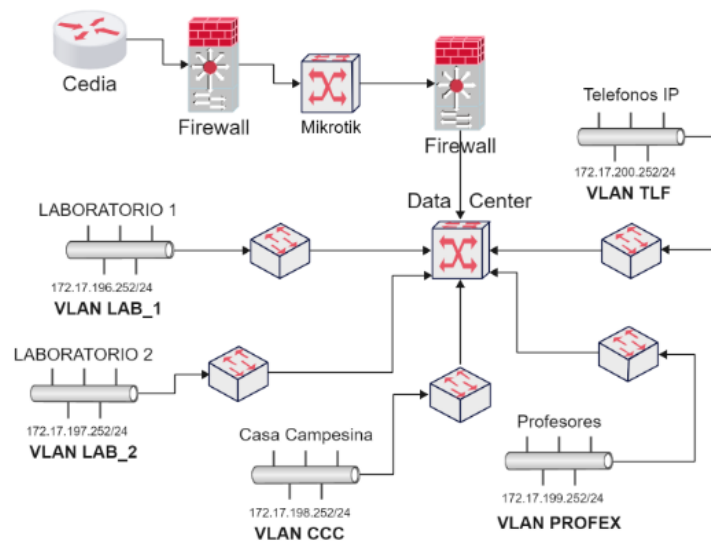 Cedia
Firewall
Mikrotik
Firewall
Telefonos IP
172.17.200.252/24
VLAN TLF
Data Center
LABORATORIO 1
172.17.196.252/24
VLAN LAB_1
LABORATORIO 2
172.17.197.252/24
VLAN LAB_2
Casa Campesina
172.17.198.252/24
VLAN CCC
Profesores
172.17.199.252/24
VLAN PROFEX